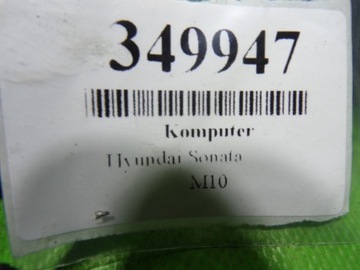 349947
Komputer
Hyundai Sonata
M10